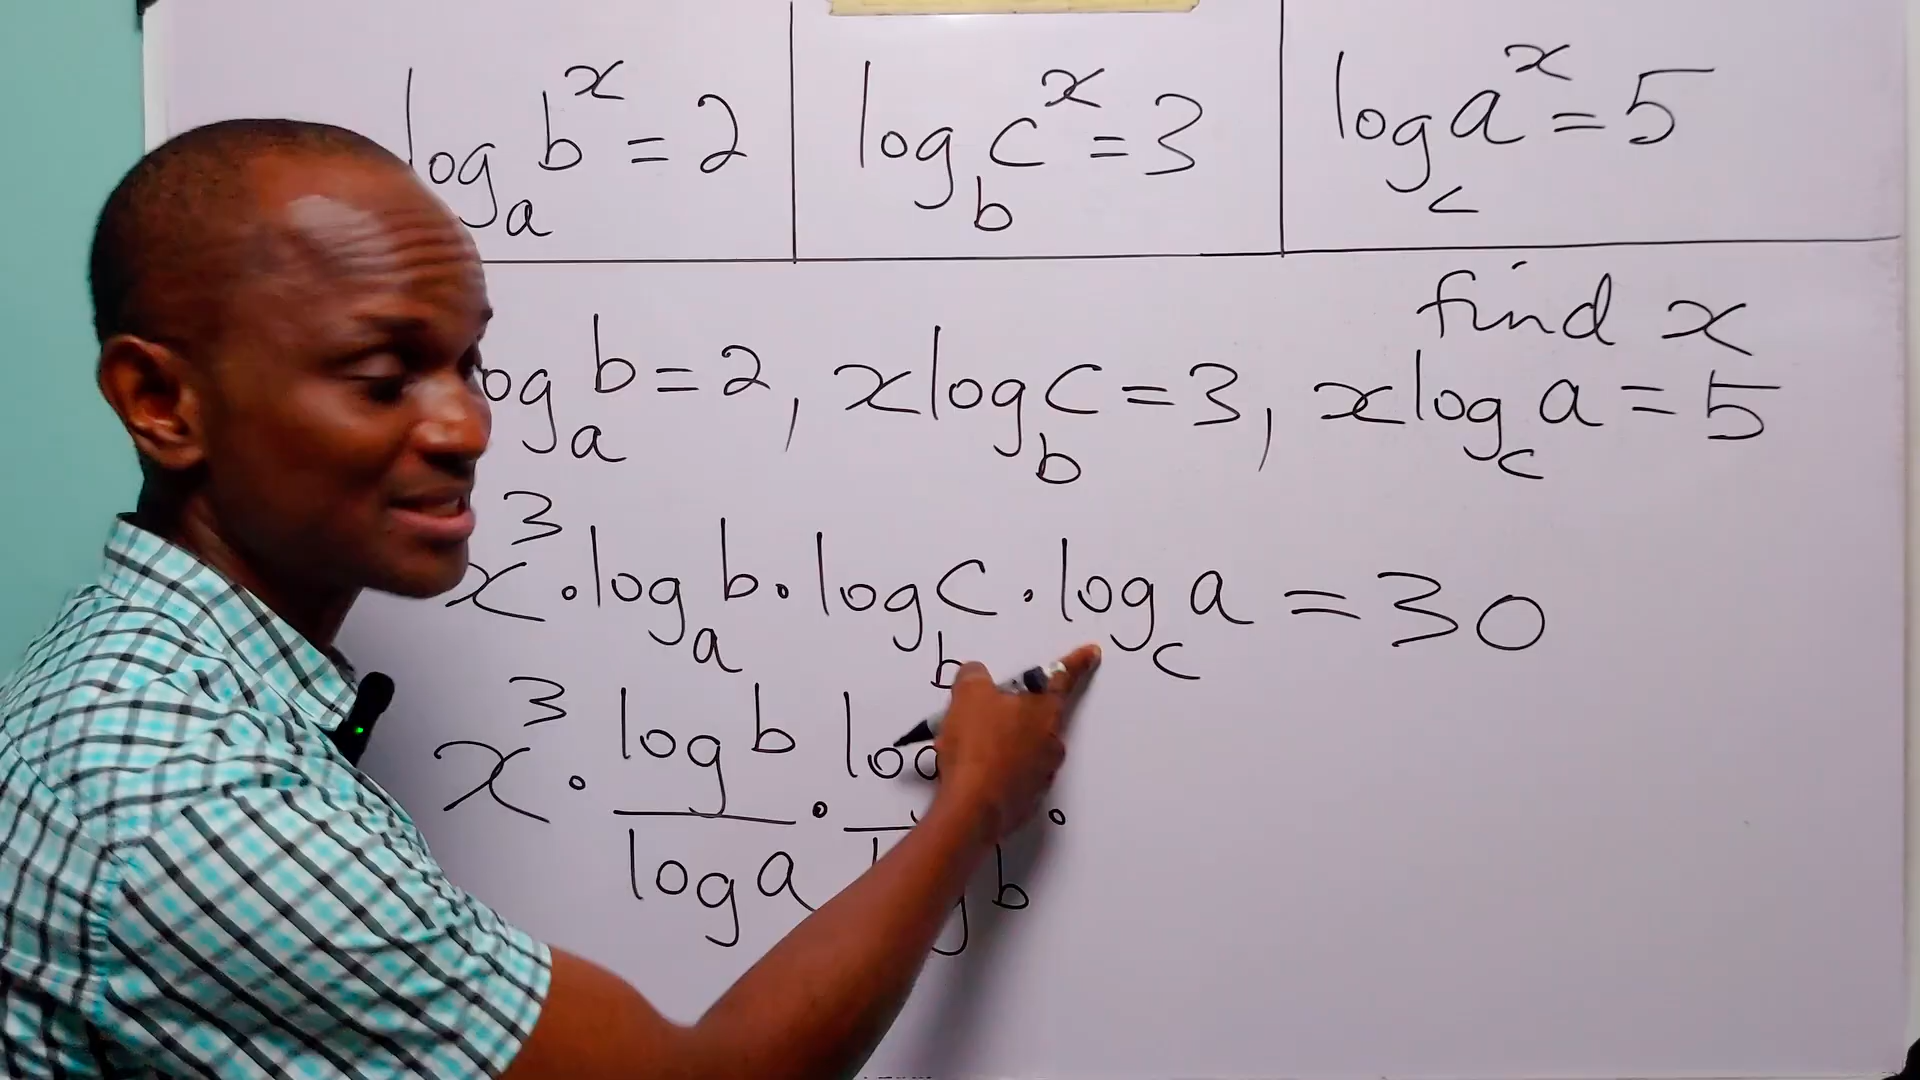 log_a b^x = 2 | log_b c^x = 3 | log_c a^x = 5
find x
log_a b = 2, x log_b c = 3, x log_c a = 5
x^3 · log_a b · log_b c · log_c a = 30
x^3 · log b / log a · log / log b ·